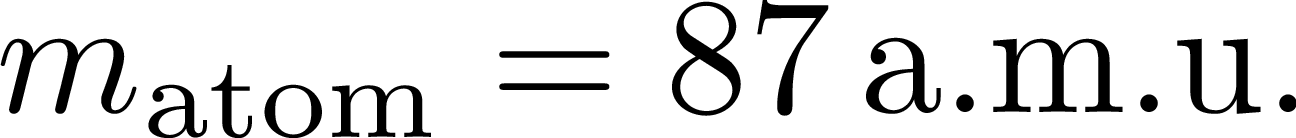 m_atom = 87 a.m.u.